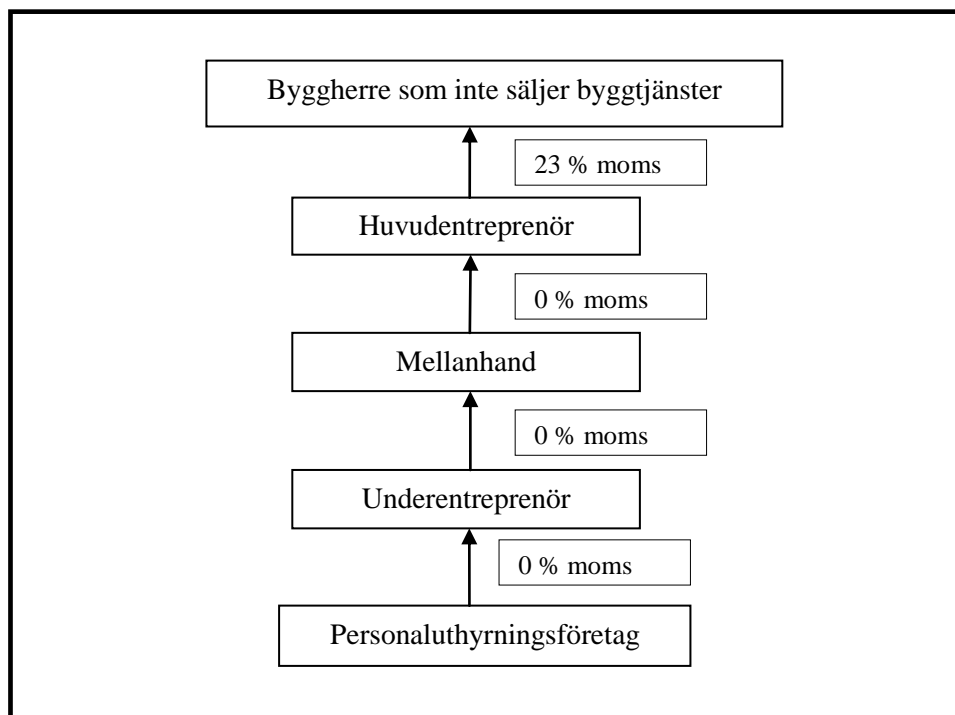 Byggherre som inte säljer byggtjänster
23 % moms
Huvudentreprenör
0 % moms
Mellanhand
0 % moms
Underentreprenör
0 % moms
Personaluthyrningsföretag